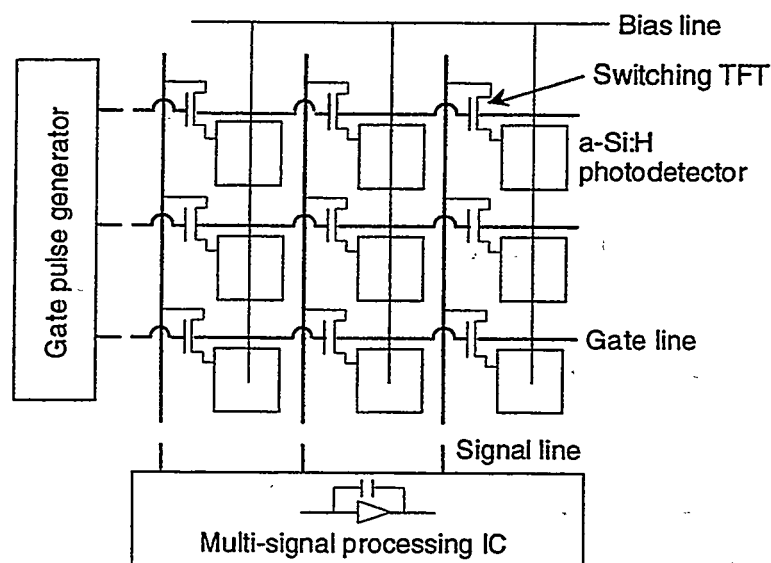 Bias line
Switching TFT
a-Si:H
photodetector
Gate pulse generator
Gate line
Signal line
Multi-signal processing IC